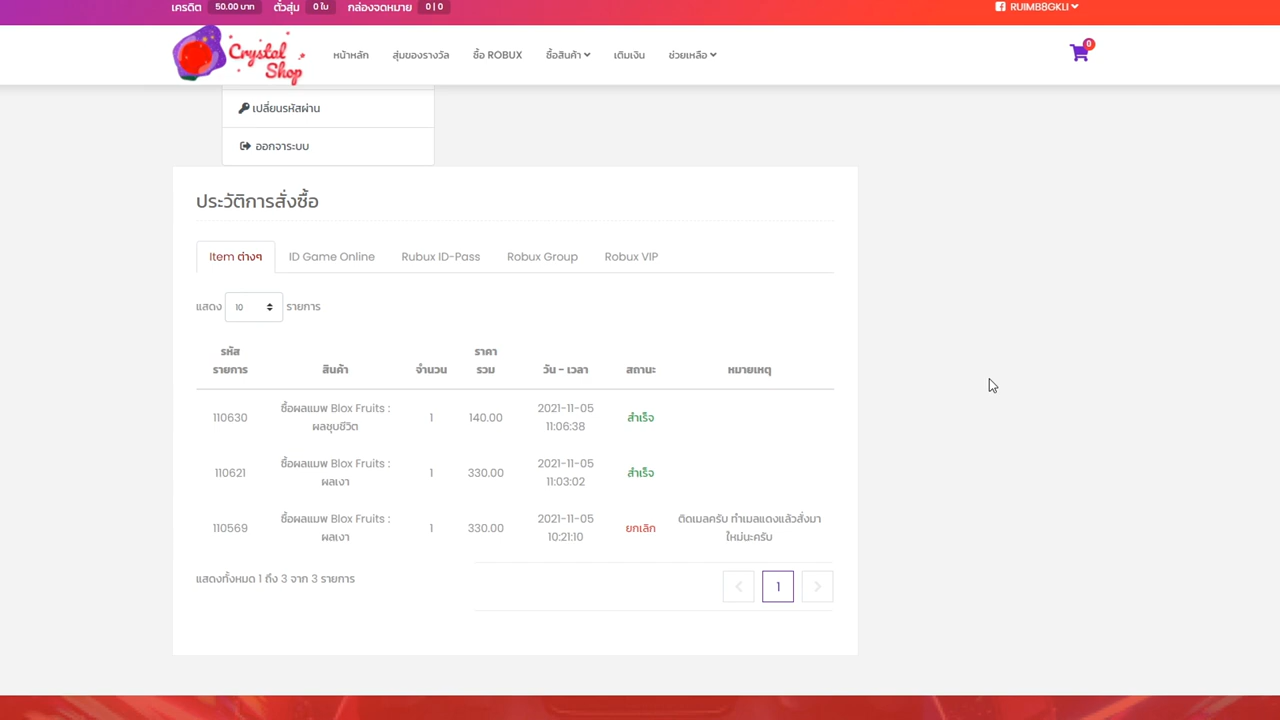 เครดิต 50.00 บาท ตั๋วสุ่ม 0 ใบ กล่องจดหมาย 0 | 0 RUIMB8GKLI
Crystal Shop
หน้าหลัก สุ่มของรางวัล ซื้อ ROBUX ซื้อสินค้า เติมเงิน ช่วยเหลือ 0
เปลี่ยนรหัสผ่าน
ออกจาระบบ
ประวัติการสั่งซื้อ
Item ต่างๆ ID Game Online Rubux ID-Pass Robux Group Robux VIP
แสดง 10 รายการ
รหัสรายการ สินค้า จำนวน ราคารวม วัน - เวลา สถานะ หมายเหตุ
110630 ซื้อผลแมพ Blox Fruits : ผลชุบชีวิต 1 140.00 2021-11-05 11:06:38 สำเร็จ
110621 ซื้อผลแมพ Blox Fruits : ผลเงา 1 330.00 2021-11-05 11:03:02 สำเร็จ
110569 ซื้อผลแมพ Blox Fruits : ผลเงา 1 330.00 2021-11-05 10:21:10 ยกเลิก ติดเมลครับ ทำเมลแดงแล้วสั่งมาใหม่นะครับ
แสดงทั้งหมด 1 ถึง 3 จาก 3 รายการ
1